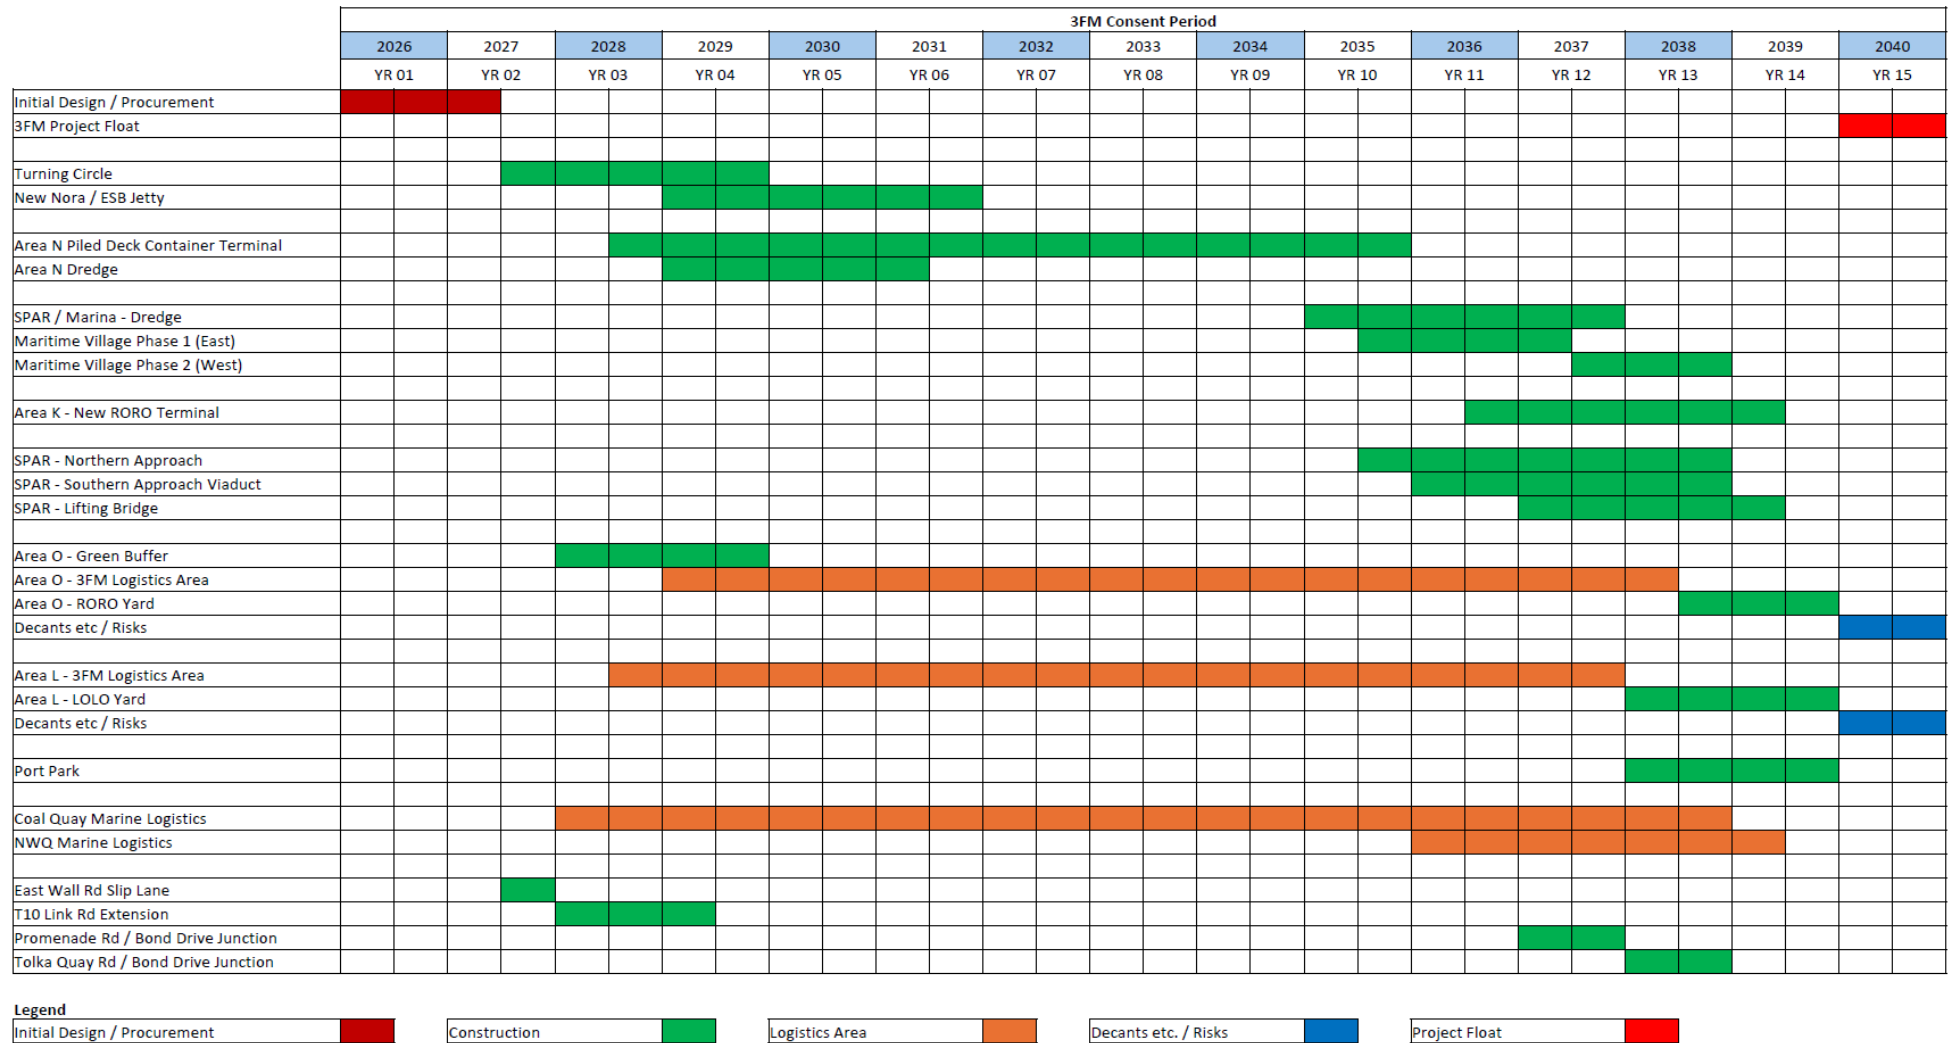 3FM Consent Period
2026 2027 2028 2029 2030 2031 2032 2033 2034 2035 2036 2037 2038 2039 2040
YR 01 YR 02 YR 03 YR 04 YR 05 YR 06 YR 07 YR 08 YR 09 YR 10 YR 11 YR 12 YR 13 YR 14 YR 15
Initial Design / Procurement
3FM Project Float
Turning Circle
New Nora / ESB Jetty
Area N Piled Deck Container Terminal
Area N Dredge
SPAR / Marina - Dredge
Maritime Village Phase 1 (East)
Maritime Village Phase 2 (West)
Area K - New RORO Terminal
SPAR - Northern Approach
SPAR - Southern Approach Viaduct
SPAR - Lifting Bridge
Area O - Green Buffer
Area O - 3FM Logistics Area
Area O - RORO Yard
Decants etc / Risks
Area L - 3FM Logistics Area
Area L - LOLO Yard
Decants etc / Risks
Port Park
Coal Quay Marine Logistics
NWQ Marine Logistics
East Wall Rd Slip Lane
T10 Link Rd Extension
Promenade Rd / Bond Drive Junction
Tolka Quay Rd / Bond Drive Junction
Legend
Initial Design / Procurement Construction Logistics Area Decants etc. / Risks Project Float